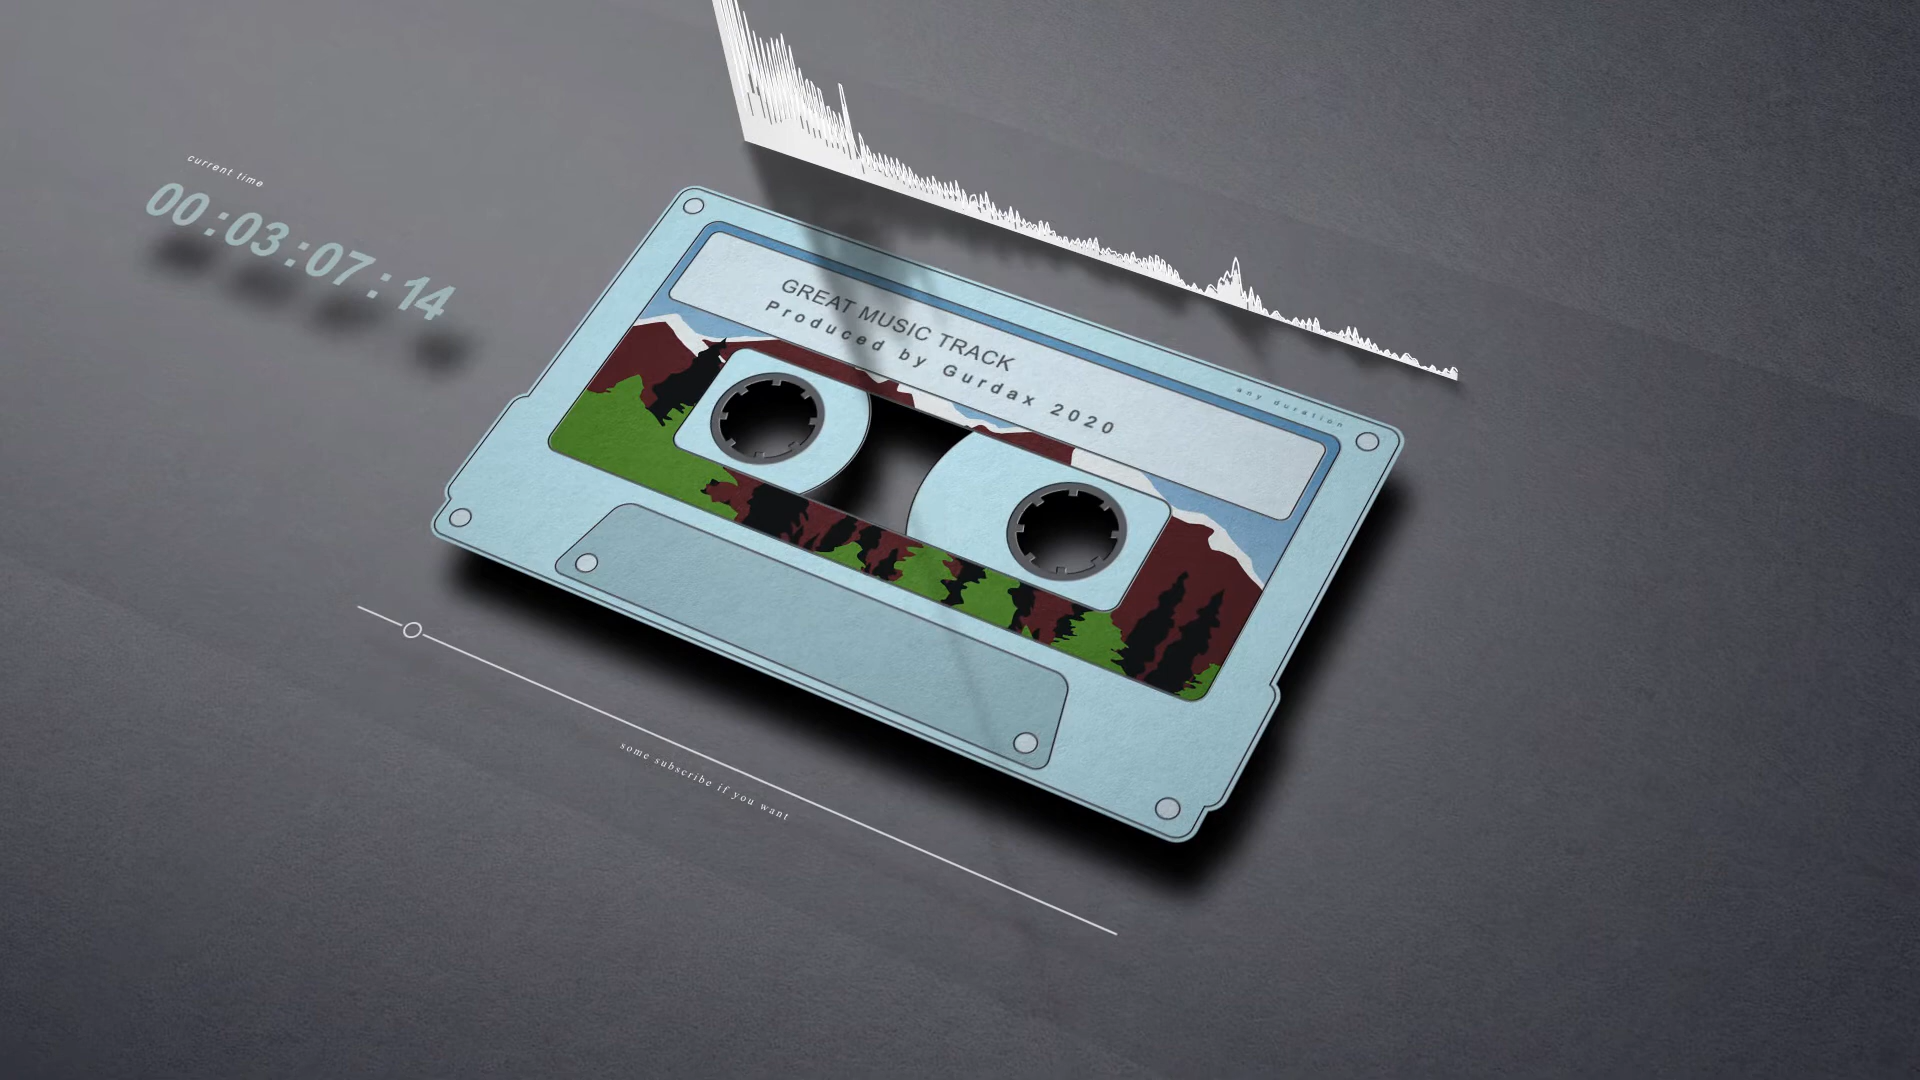 current time
00:03:07:14
GREAT MUSIC TRACK
Produced by Gurdax 2020
any duration
some subscribe if you want